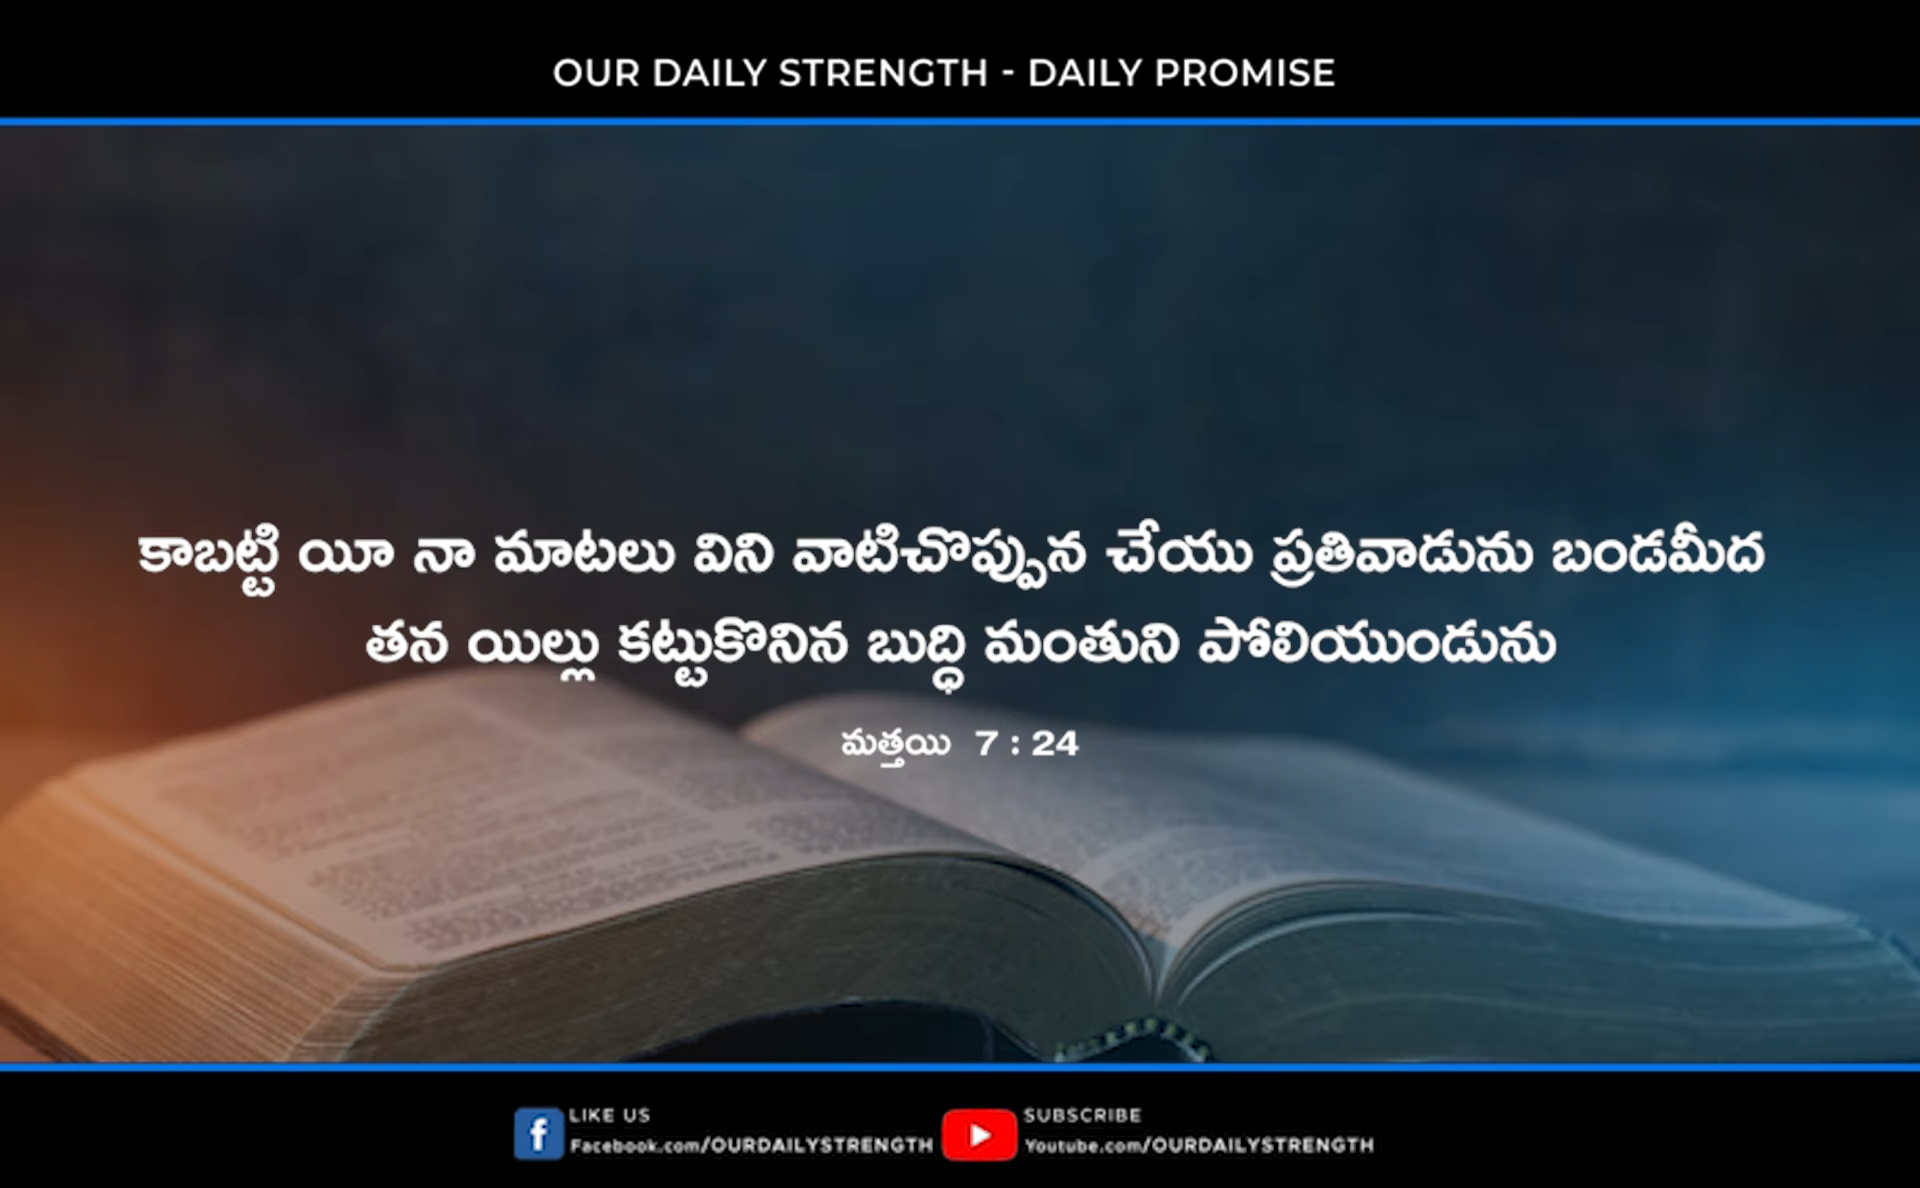 OUR DAILY STRENGTH - DAILY PROMISE
కాబట్టి యీ నా మాటలు విని వాటిచొప్పున చేయు ప్రతివాడును బండమీద
తన యిల్లు కట్టుకొనిన బుద్ధి మంతుని పోలియుండును
మత్తయి 7 : 24
LIKE US
Facebook.com/OURDAILYSTRENGTH
SUBSCRIBE
Youtube.com/OURDAILYSTRENGTH